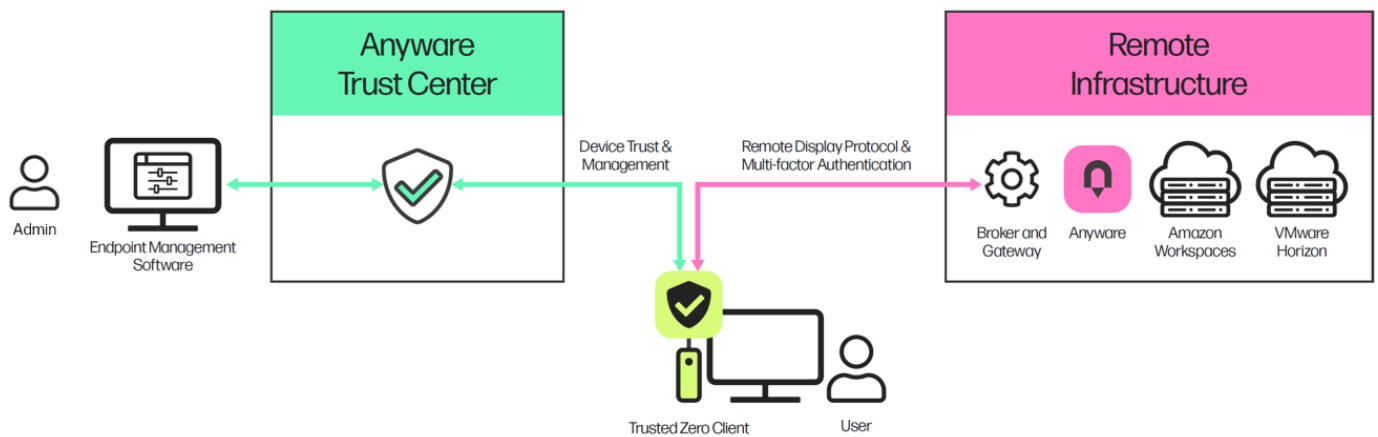 Anyware
Trust Center
Remote
Infrastructure
Device Trust &
Management
Remote Display Protocol &
Multi-factor Authentication
Admin
Endpoint Management
Software
Broker and
Gateway
Anyware
Amazon
Workspaces
VMware
Horizon
Trusted Zero Client
User